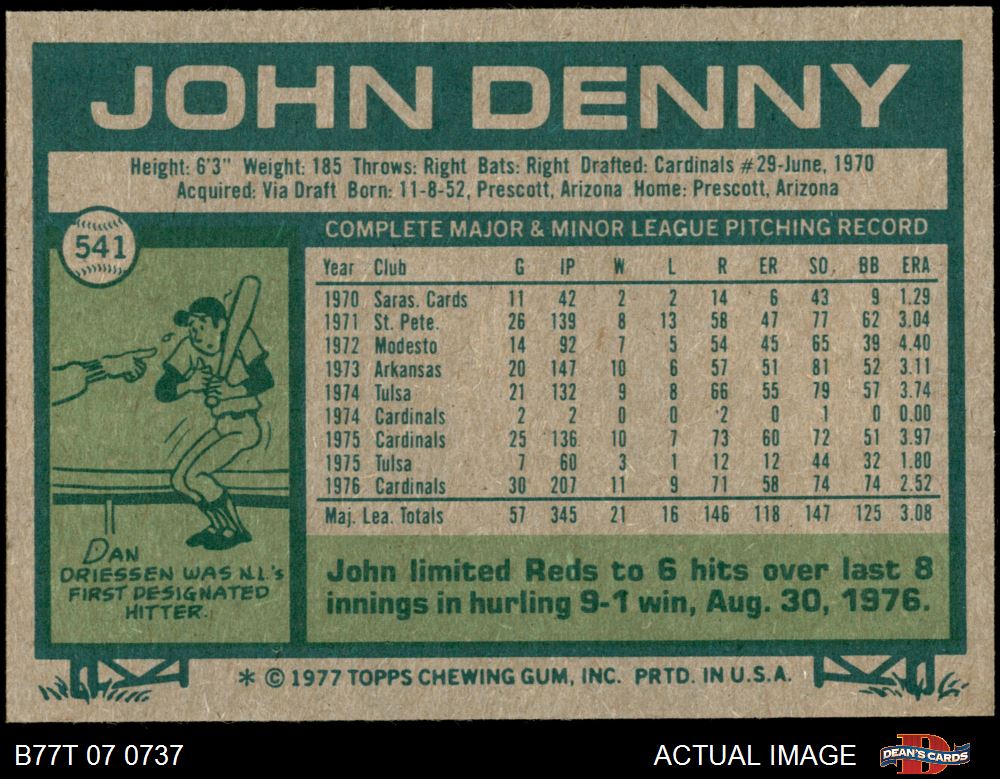 JOHN DENNY
Height: 6'3" Weight: 185 Throws: Right Bats: Right Drafted: Cardinals #29-June, 1970
Acquired: Via Draft Born: 11-8-52, Prescott, Arizona Home: Prescott, Arizona
541
COMPLETE MAJOR & MINOR LEAGUE PITCHING RECORD
Year Club G IP W L R ER SO BB ERA
1970 Saras. Cards 11 42 2 2 14 6 43 9 1.29
1971 St. Pete. 26 139 8 13 58 47 77 62 3.04
1972 Modesto 14 92 7 5 54 45 65 39 4.40
1973 Arkansas 20 147 10 6 57 51 81 52 3.11
1974 Tulsa 21 132 9 8 66 55 79 57 3.74
1974 Cardinals 2 2 0 0 2 0 1 0 0.00
1975 Cardinals 25 136 10 7 73 60 72 51 3.97
1975 Tulsa 7 60 3 1 12 12 44 32 1.80
1976 Cardinals 30 207 11 9 71 58 74 74 2.52
Maj. Lea. Totals 57 345 21 16 146 118 147 125 3.08
DAN
DRIESSEN WAS N.L.'s
FIRST DESIGNATED
HITTER.
John limited Reds to 6 hits over last 8
innings in hurling 9-1 win, Aug. 30, 1976.
* © 1977 TOPPS CHEWING GUM, INC. PRTD. IN U.S.A.
B77T 07 0737
ACTUAL IMAGE
DEAN'S CARDS